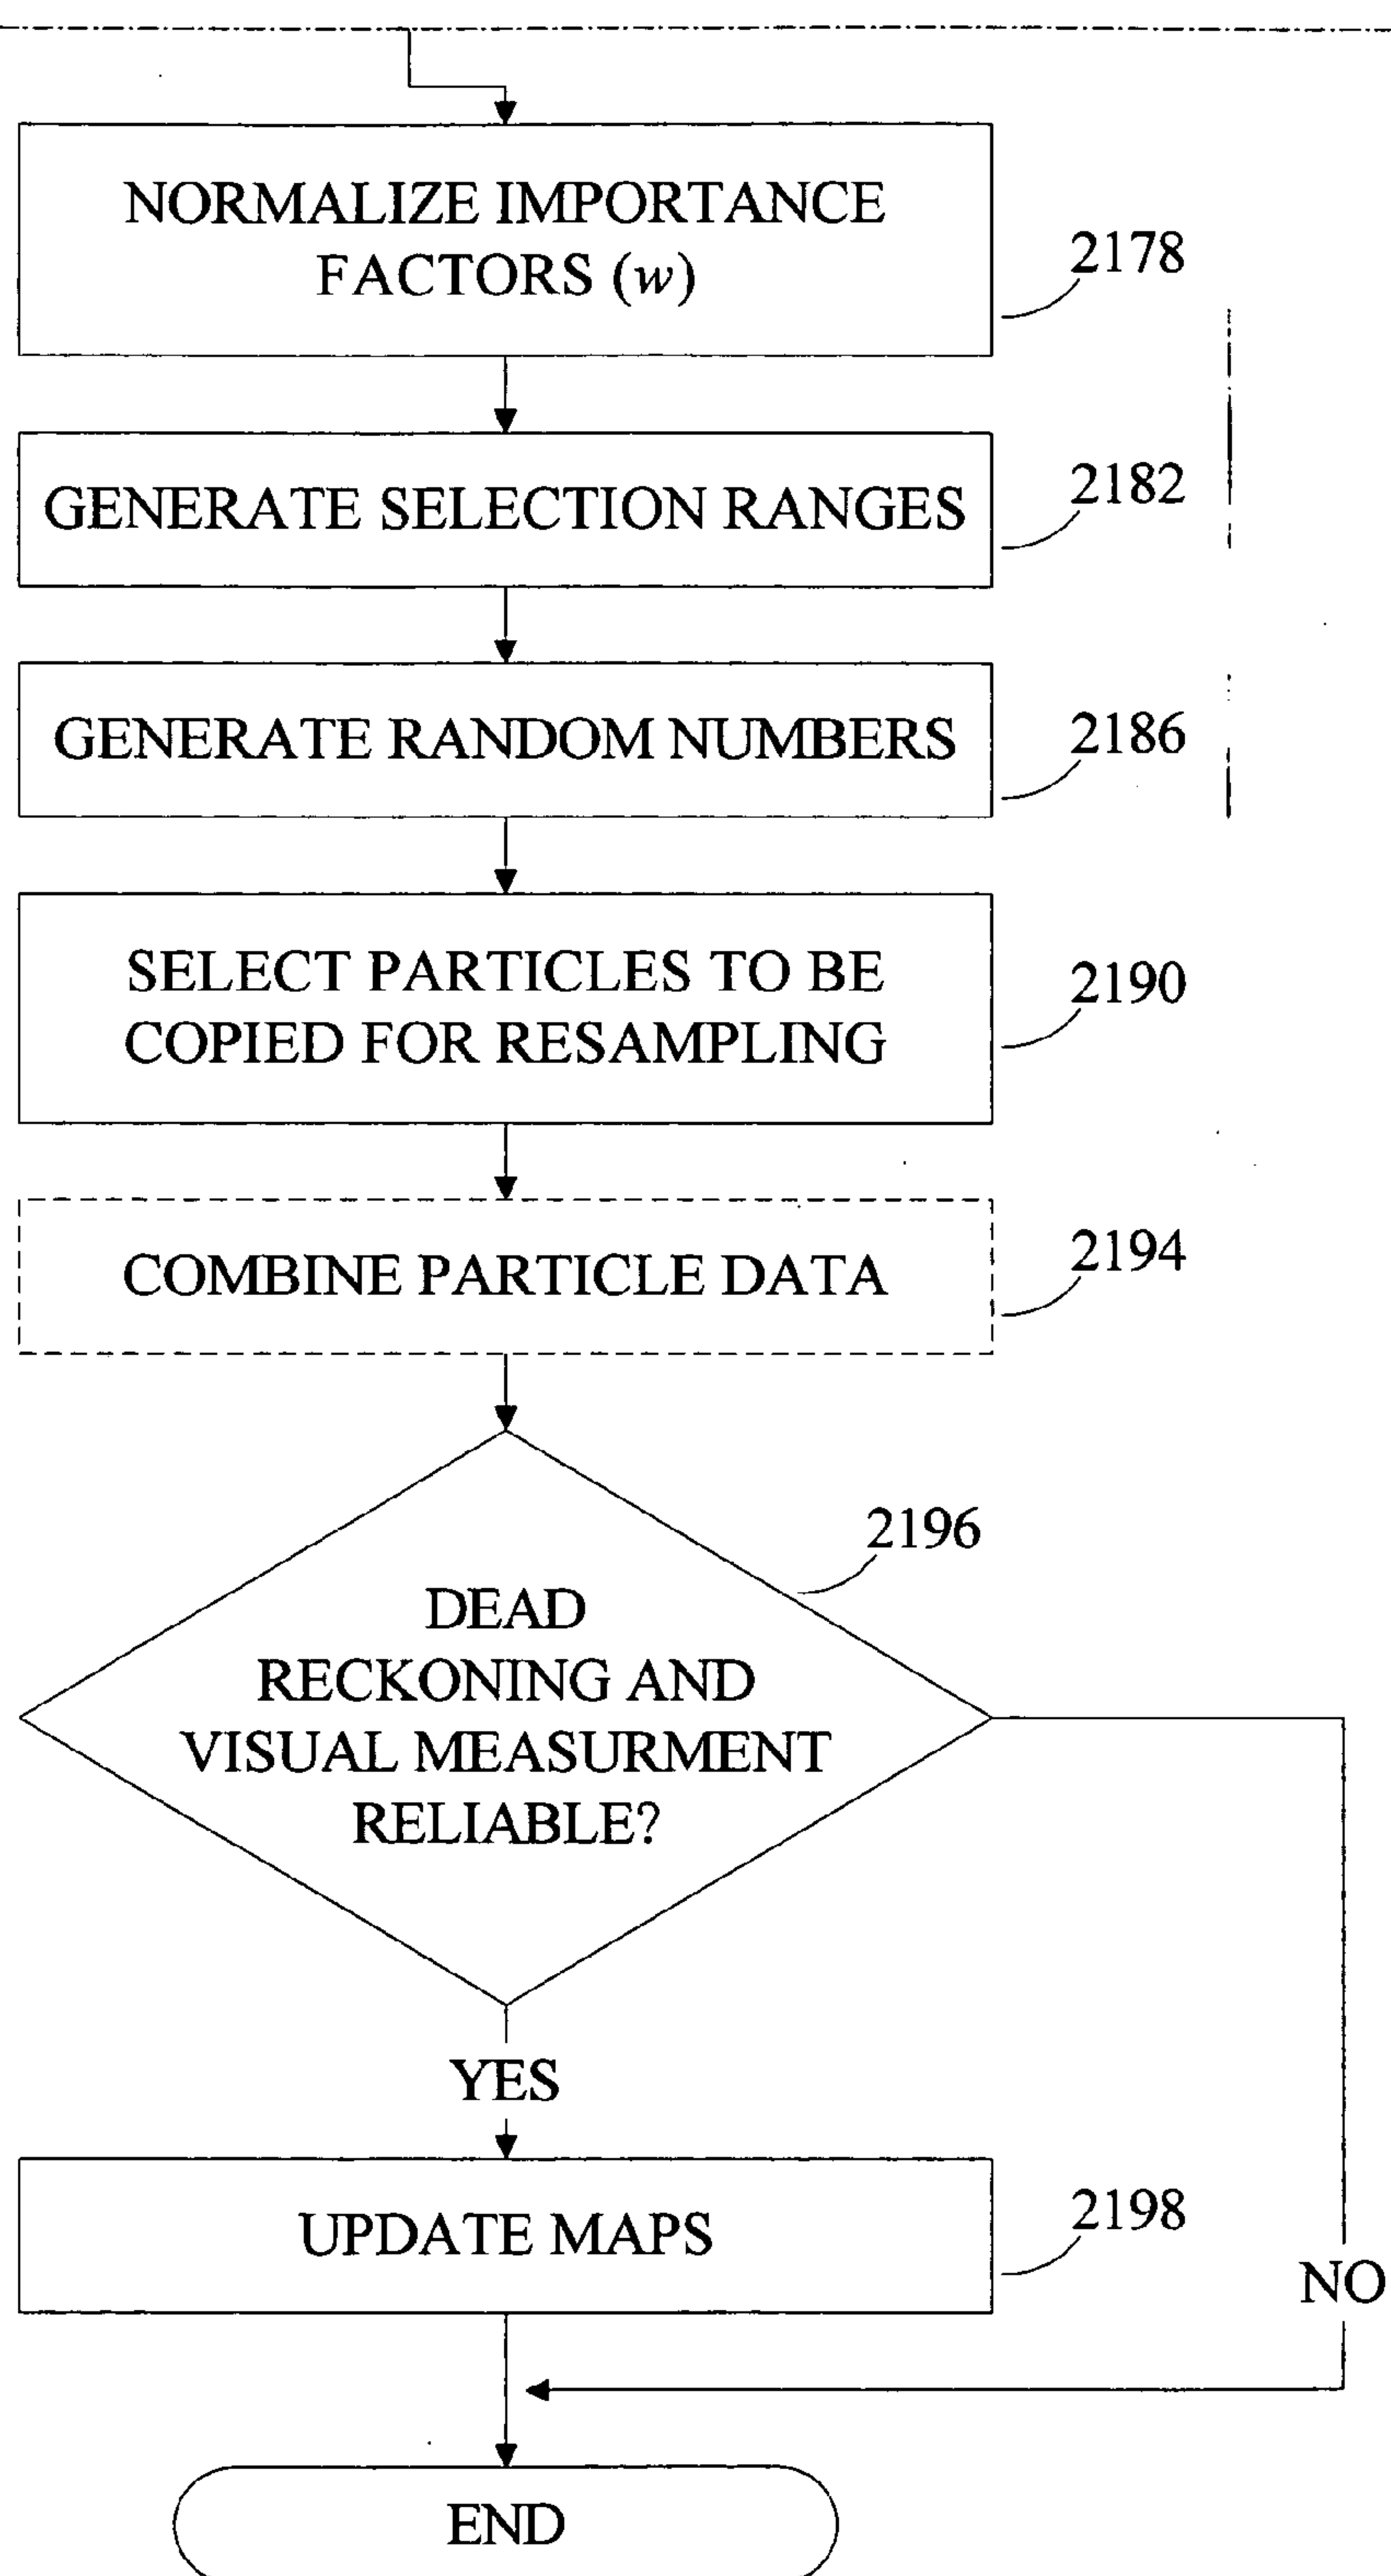 NORMALIZE IMPORTANCE
FACTORS (w)
2178
GENERATE SELECTION RANGES
2182
GENERATE RANDOM NUMBERS
2186
SELECT PARTICLES TO BE
COPIED FOR RESAMPLING
2190
COMBINE PARTICLE DATA
2194
2196
DEAD
RECKONING AND
VISUAL MEASURMENT
RELIABLE?
YES
UPDATE MAPS
2198
NO
END